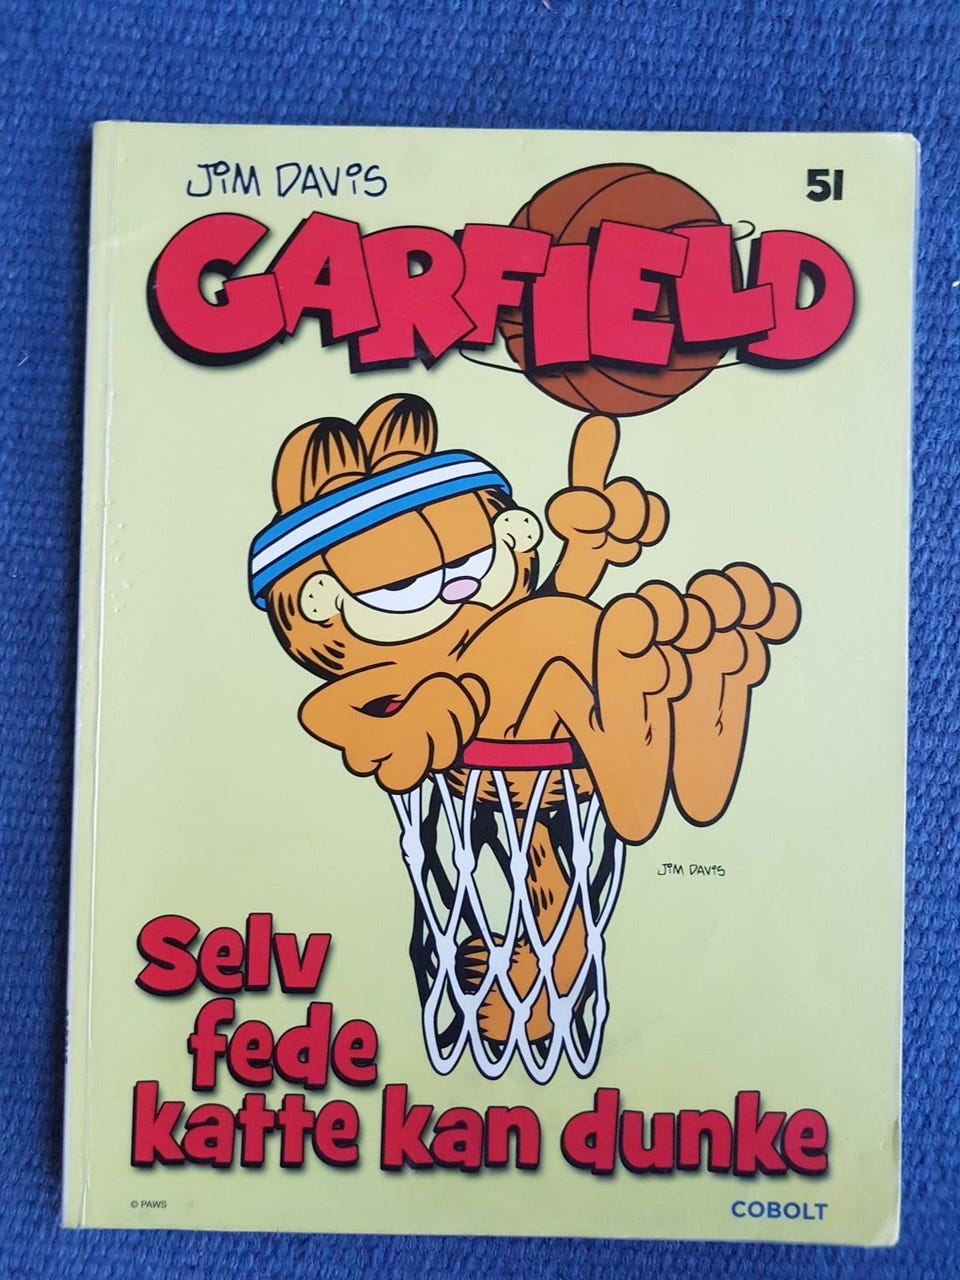 JiM DAViS
51
GARFIELD
JiM DAViS
Selv
fede
katte kan dunke
© PAWS
COBOLT